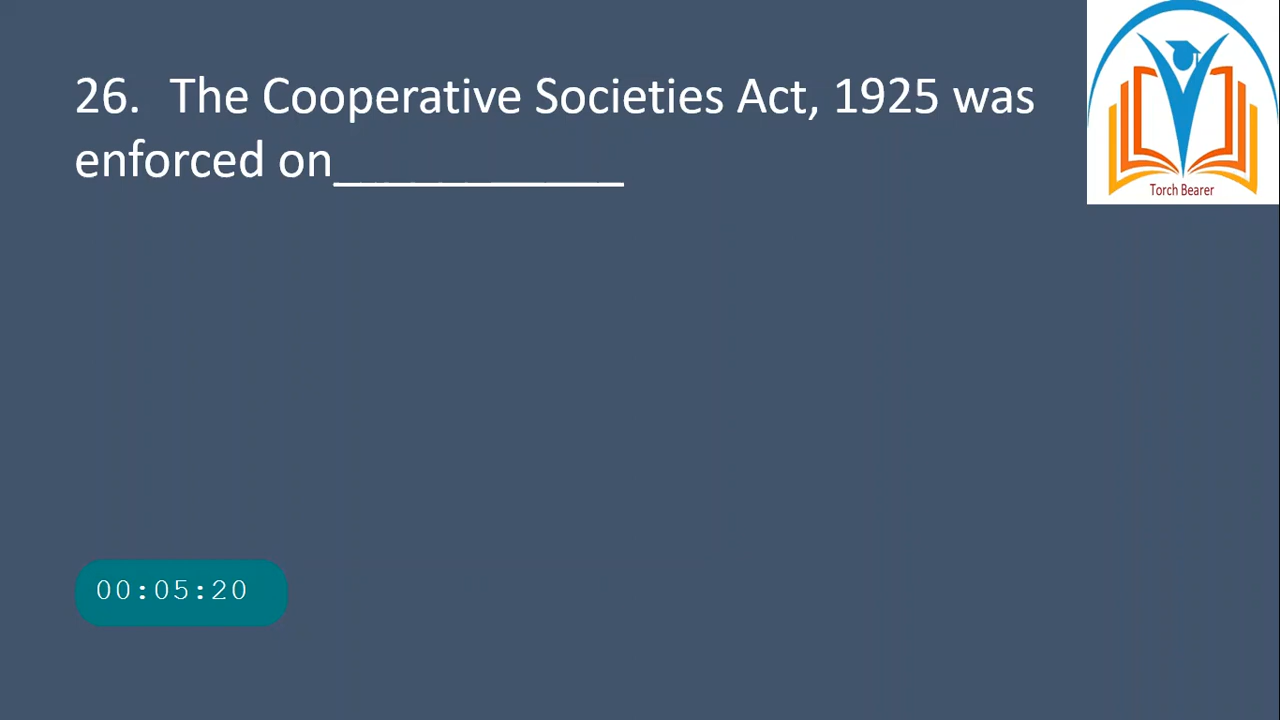 26. The Cooperative Societies Act, 1925 was
enforced on____________
Torch Bearer
00:05:20